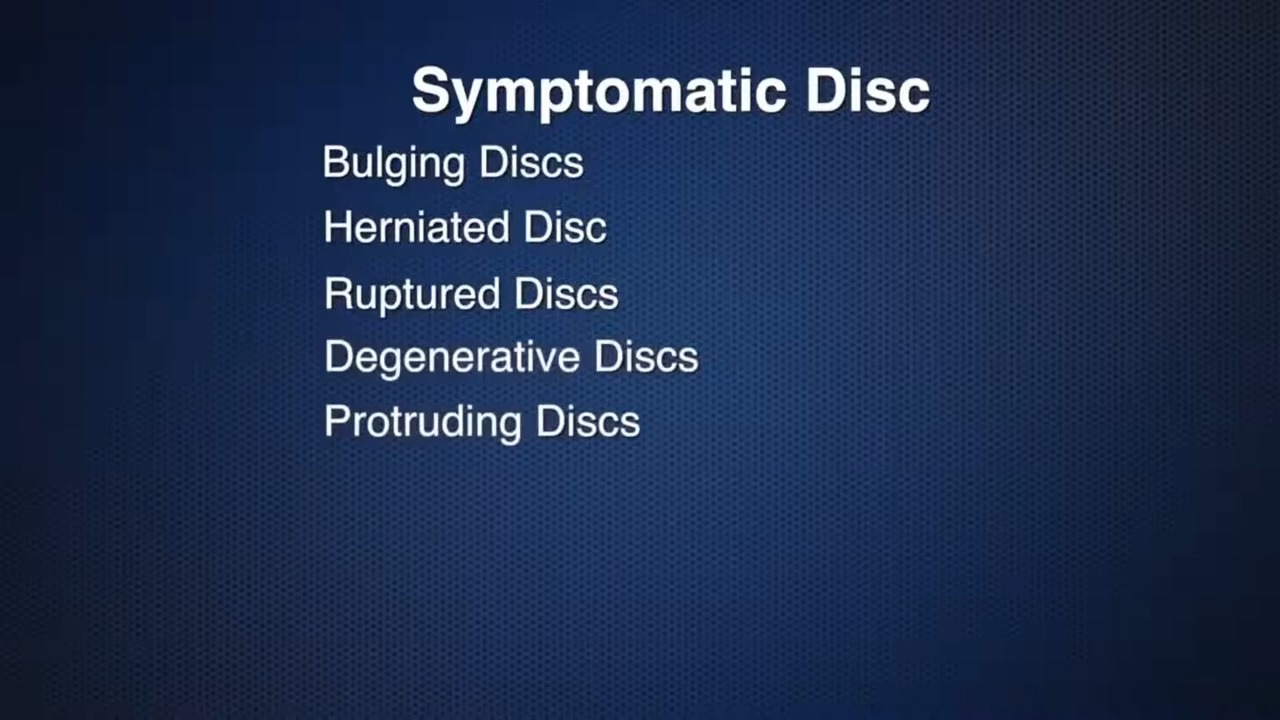 Symptomatic Disc
Bulging Discs
Herniated Disc
Ruptured Discs
Degenerative Discs
Protruding Discs